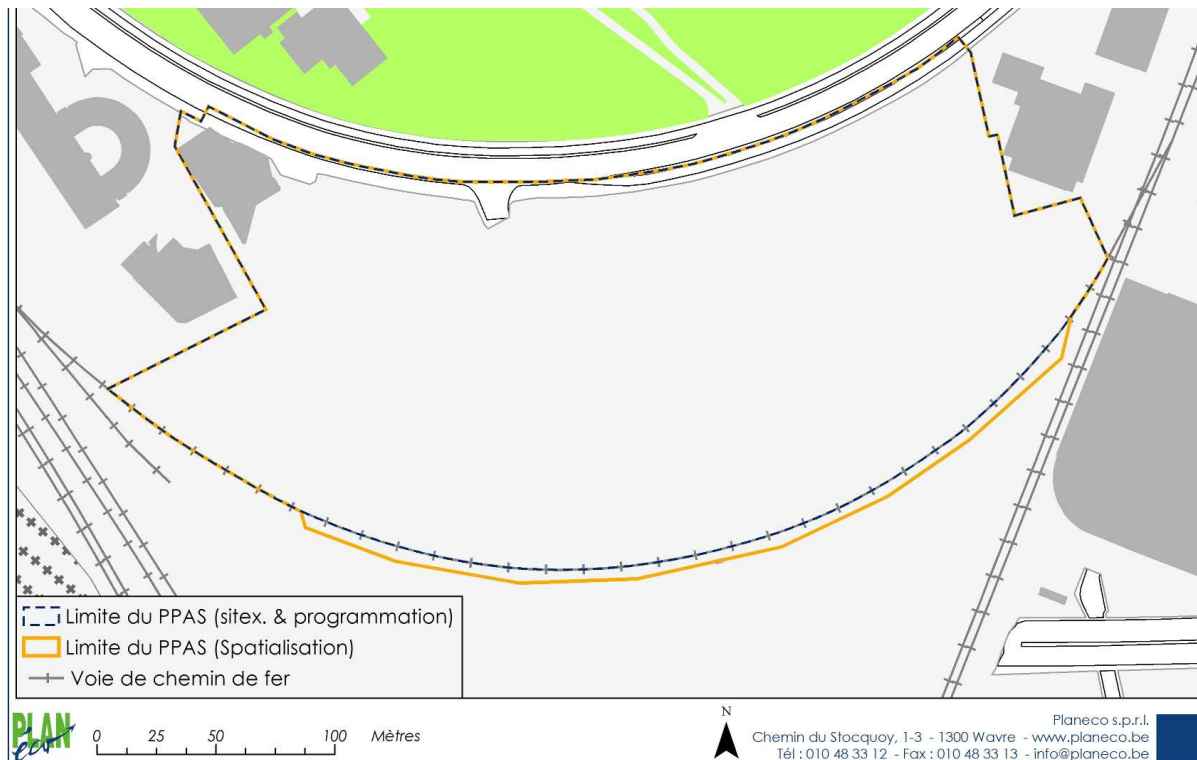 Limite du PPAS (sitex. & programmation)
Limite du PPAS (Spatialisation)
Voie de chemin de fer
PLAN
éco
0 25 50 100 Mètres
N
Planeco s.p.r.l.
Chemin du Stocquoy, 1-3 - 1300 Wavre - www.planeco.be
Tél : 010 48 33 12 - Fax : 010 48 33 13 - info@planeco.be